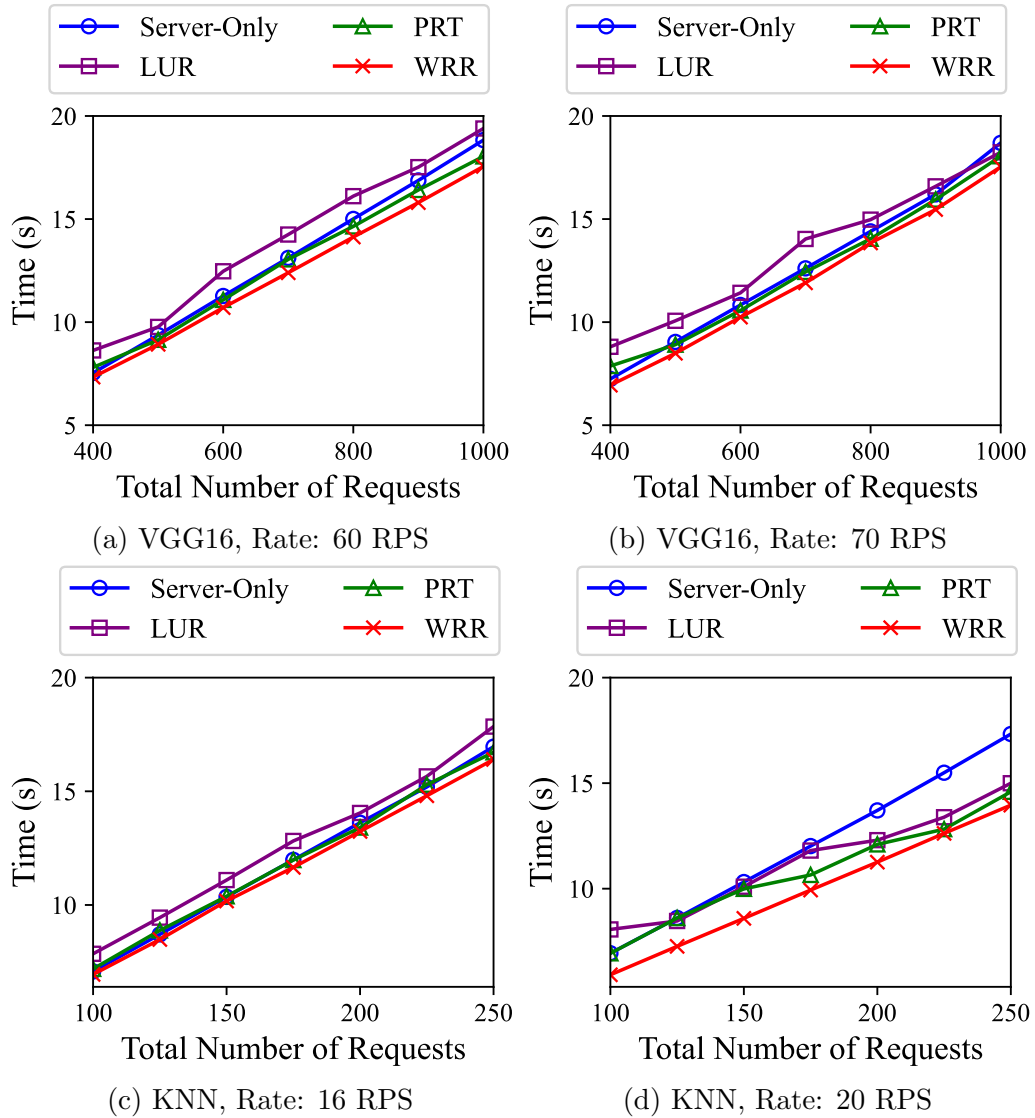 Server-Only PRT
LUR WRR
20
15
10
5
400 600 800 1000
Time (s)
Total Number of Requests
(a) VGG16, Rate: 60 RPS
Server-Only PRT
LUR WRR
20
15
10
5
400 600 800 1000
Time (s)
Total Number of Requests
(b) VGG16, Rate: 70 RPS
Server-Only PRT
LUR WRR
20
15
10
100 150 200 250
Time (s)
Total Number of Requests
(c) KNN, Rate: 16 RPS
Server-Only PRT
LUR WRR
20
15
10
100 150 200 250
Time (s)
Total Number of Requests
(d) KNN, Rate: 20 RPS